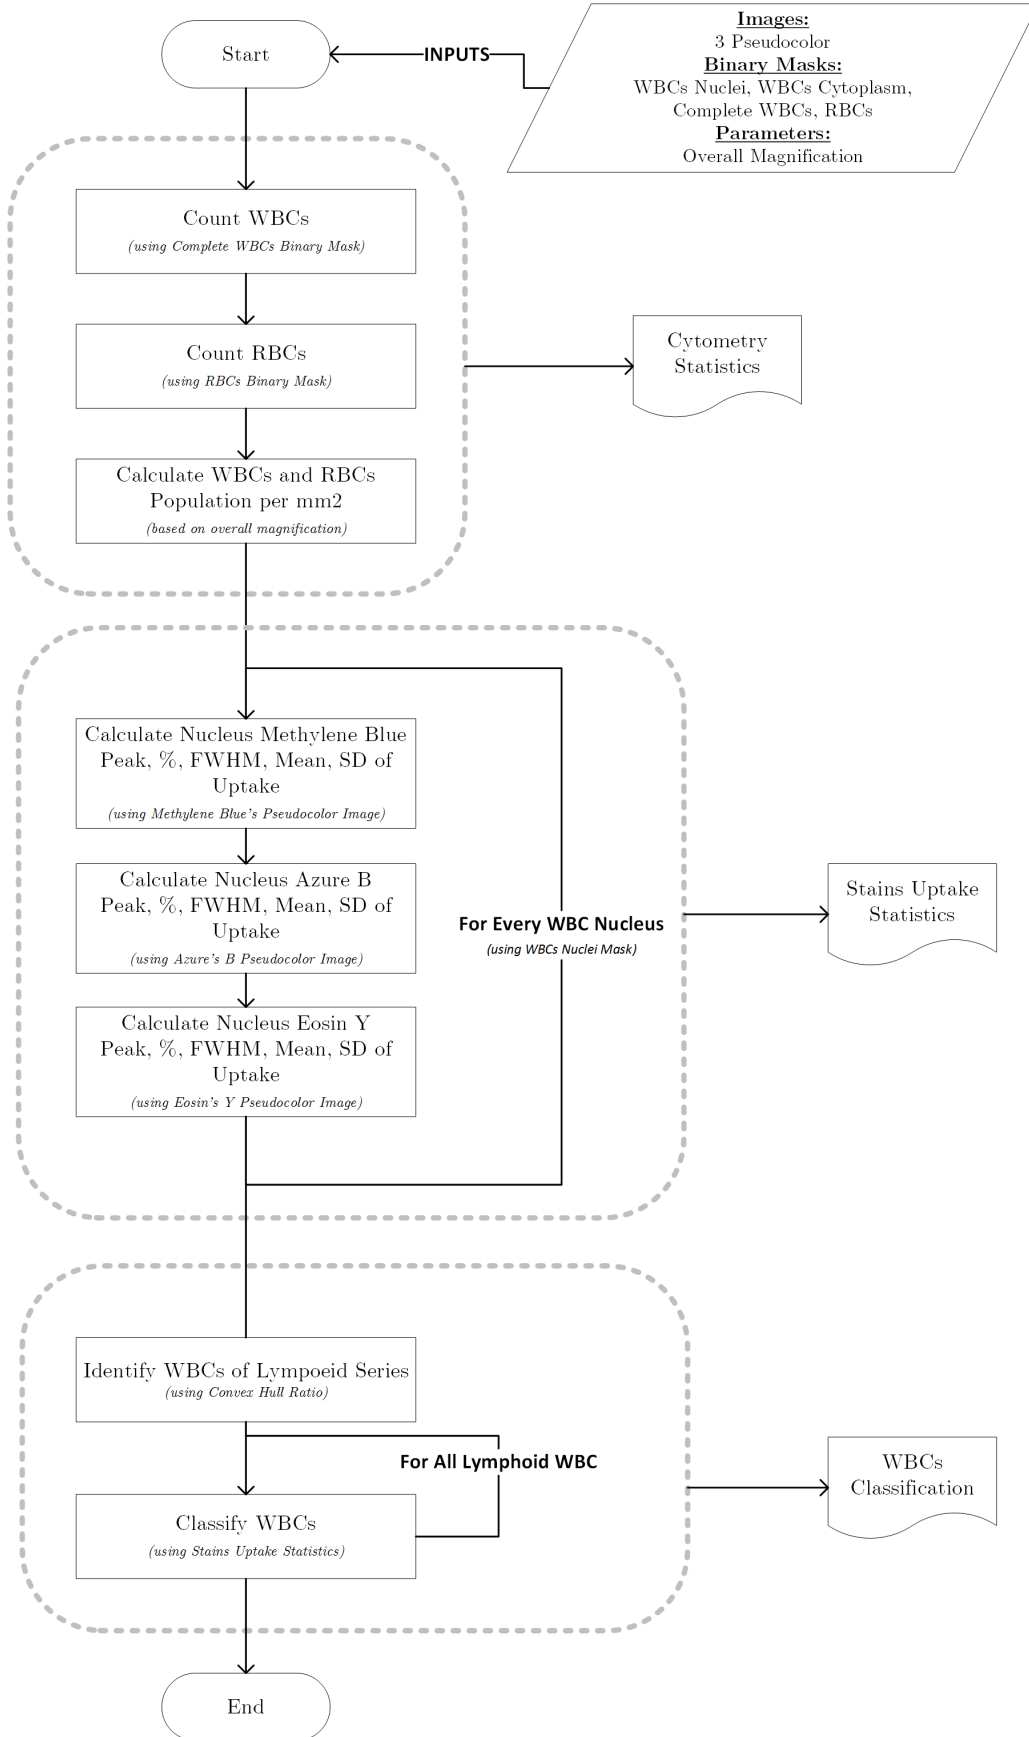 Images:
3 Pseudocolor
Binary Masks:
WBCs Nuclei, WBCs Cytoplasm,
Complete WBCs, RBCs
Parameters:
Overall Magnification
INPUTS
Start
Count WBCs
(using Complete WBCs Binary Mask)
Count RBCs
(using RBCs Binary Mask)
Cytometry
Statistics
Calculate WBCs and RBCs
Population per mm2
(based on overall magnification)
Calculate Nucleus Methylene Blue
Peak, %, FWHM, Mean, SD of
Uptake
(using Methylene Blue's Pseudocolor Image)
Calculate Nucleus Azure B
Peak, %, FWHM, Mean, SD of
Uptake
(using Azure's B Pseudocolor Image)
For Every WBC Nucleus
(using WBCs Nuclei Mask)
Stains Uptake
Statistics
Calculate Nucleus Eosin Y
Peak, %, FWHM, Mean, SD of
Uptake
(using Eosin's Y Pseudocolor Image)
Identify WBCs of Lympoeid Series
(using Convex Hull Ratio)
For All Lymphoid WBC
WBCs
Classification
Classify WBCs
(using Stains Uptake Statistics)
End